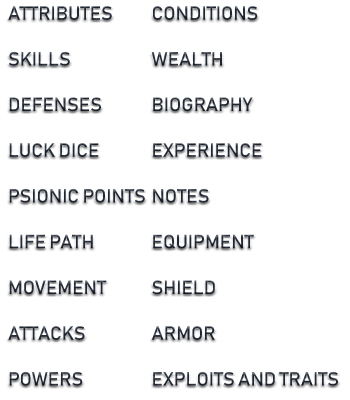 ATTRIBUTES CONDITIONS
SKILLS WEALTH
DEFENSES BIOGRAPHY
LUCK DICE EXPERIENCE
PSIONIC POINTS NOTES
LIFE PATH EQUIPMENT
MOVEMENT SHIELD
ATTACKS ARMOR
POWERS EXPLOITS AND TRAITS